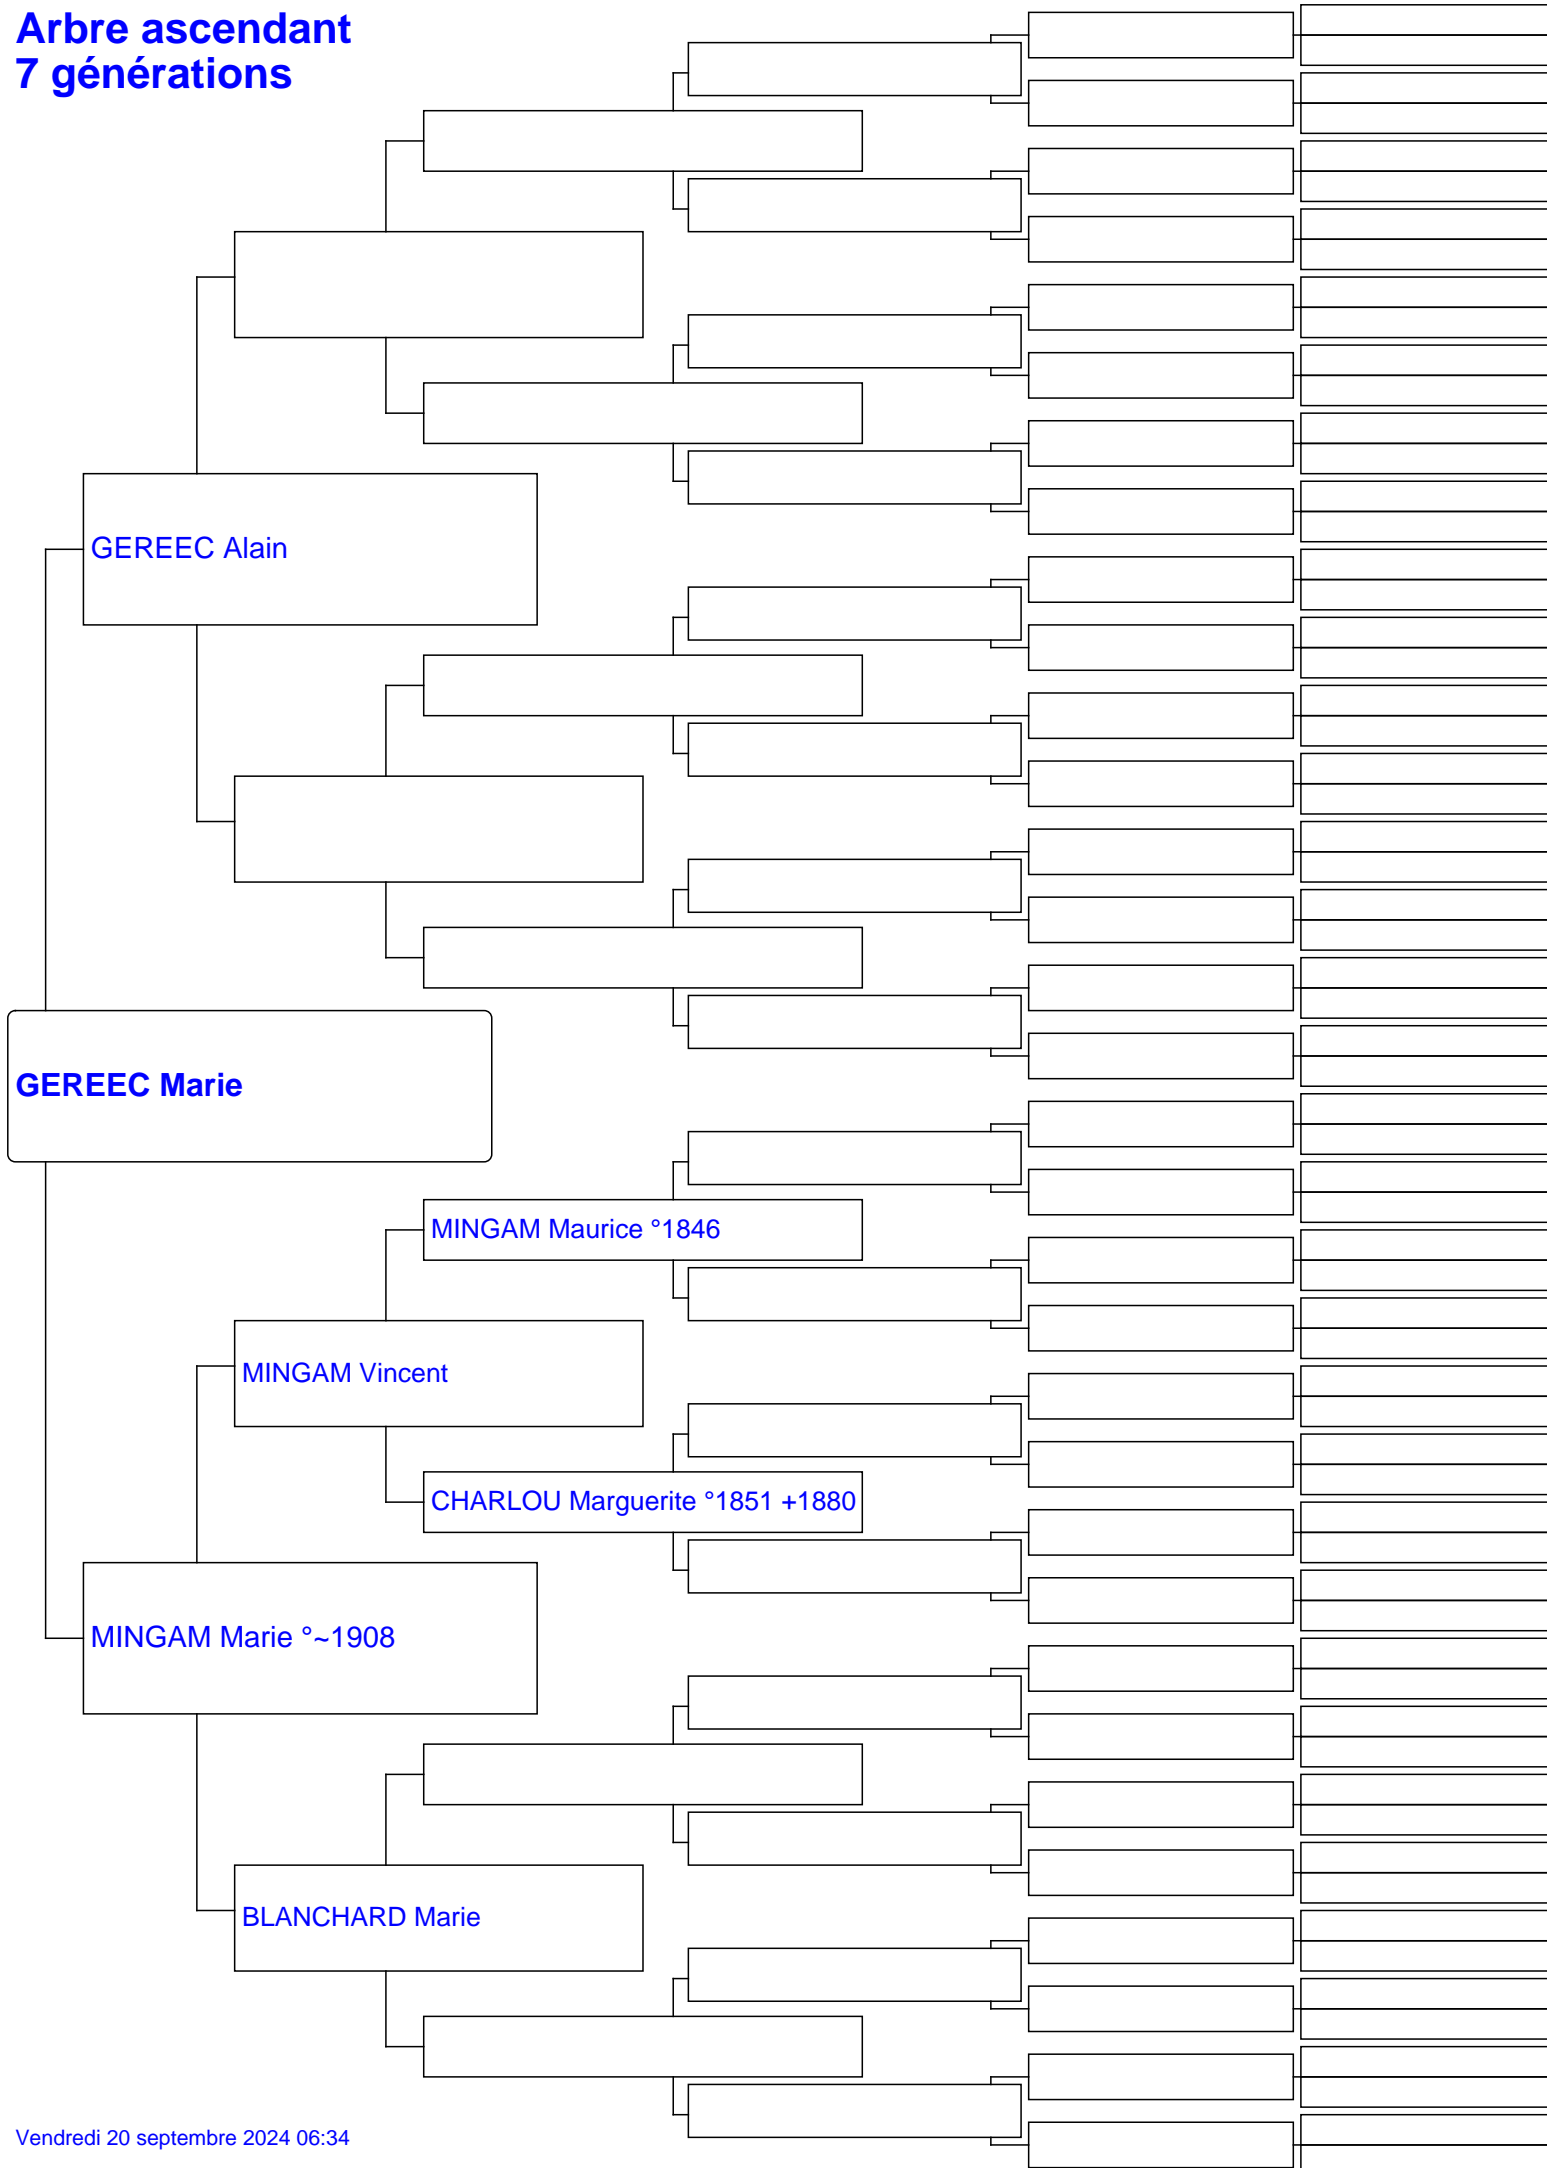 Arbre ascendant
7 générations
GEREEC Alain
GEREEC Marie
MINGAM Maurice °1846
MINGAM Vincent
CHARLOU Marguerite °1851 +1880
MINGAM Marie °~1908
BLANCHARD Marie
Vendredi 20 septembre 2024 06:34